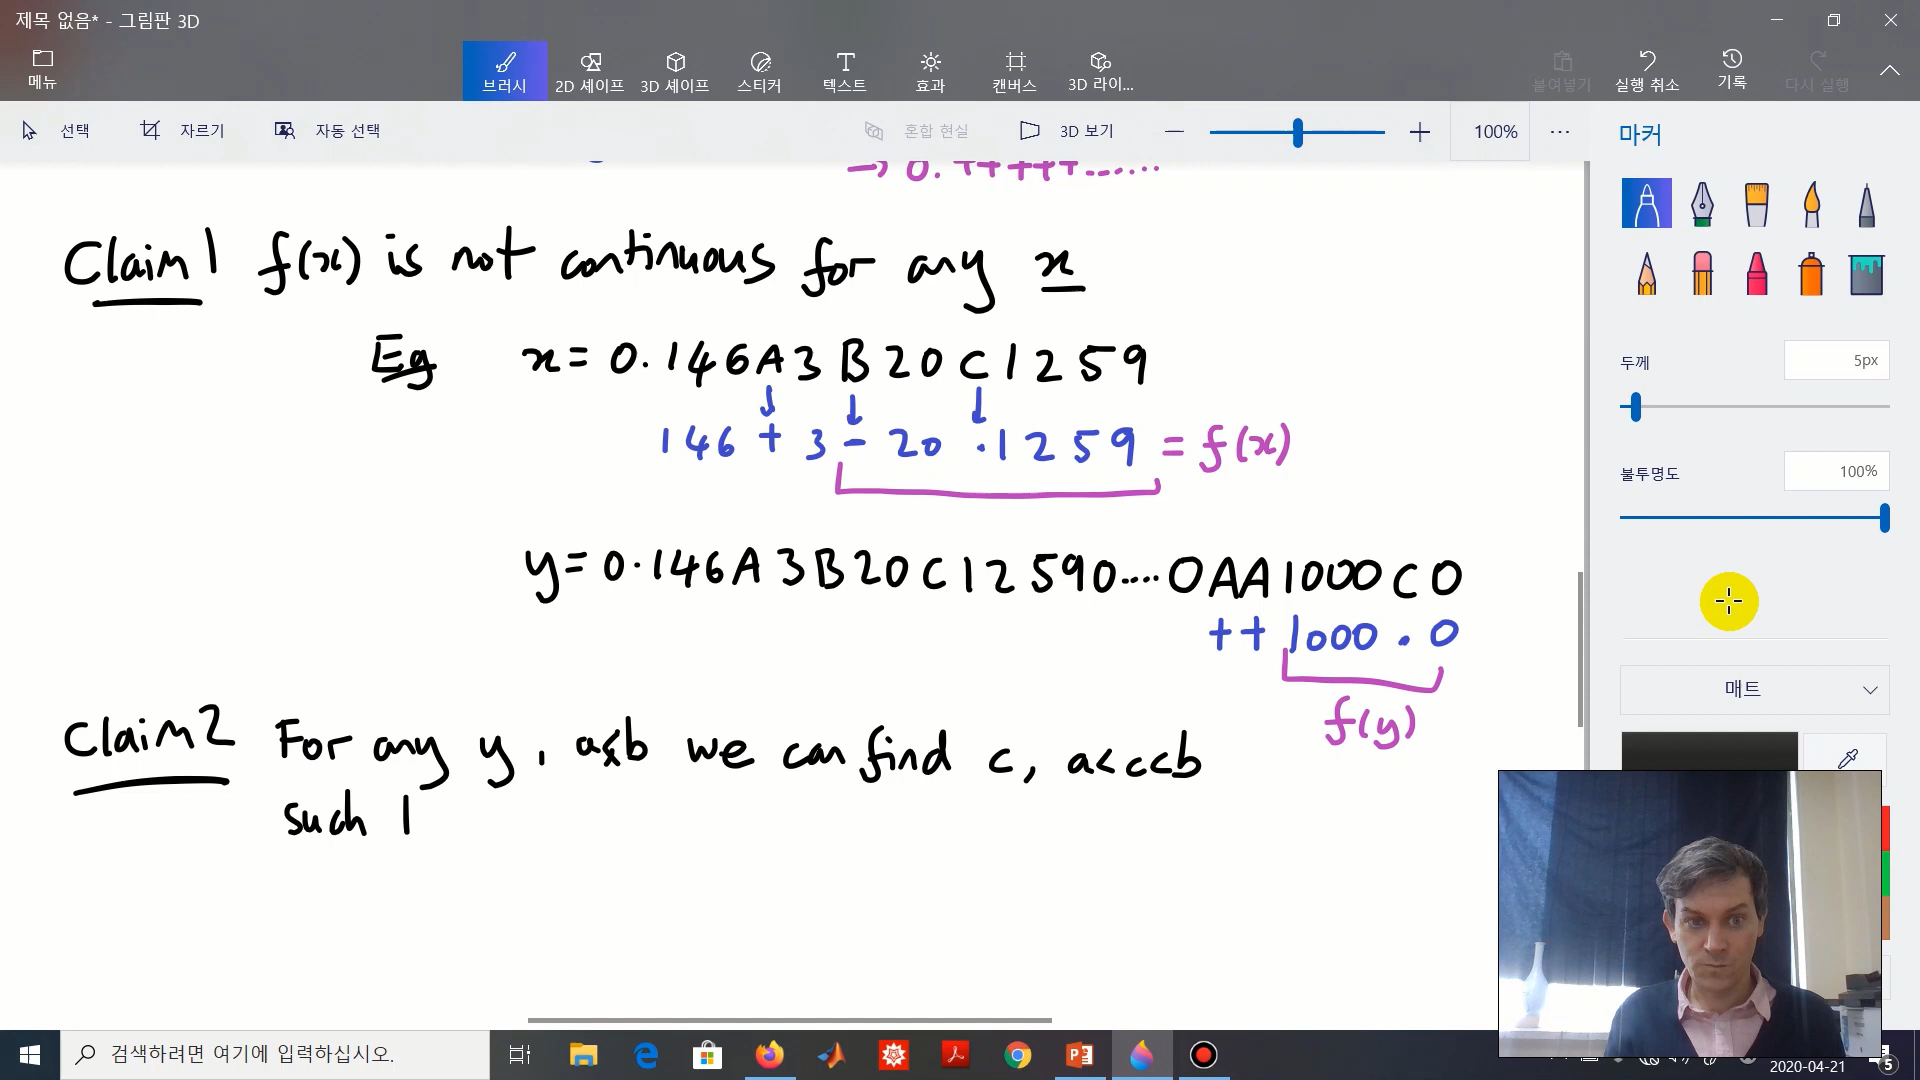 제목 없음* - 그림판 3D
메뉴
브러시
2D 셰이프
3D 셰이프
스티커
텍스트
효과
캔버스
3D 라이...
붙여넣기
실행 취소
기록
다시 실행
선택
자르기
자동 선택
혼합 현실
3D 보기
100%
마커
→ 0.+++++......
Claim 1 f(x) is not continuous for any x
Eg x = 0.146A3B20C1259
146 + 3 - 20 .1259 = f(x)
y = 0.146A3B20C12590....0AA1000C0
++1000.0
f(y)
Claim 2 For any y, a<b we can find c, a<c<b
such
두께
5px
불투명도
100%
매트
검색하려면 여기에 입력하십시오.
2020-04-21
5